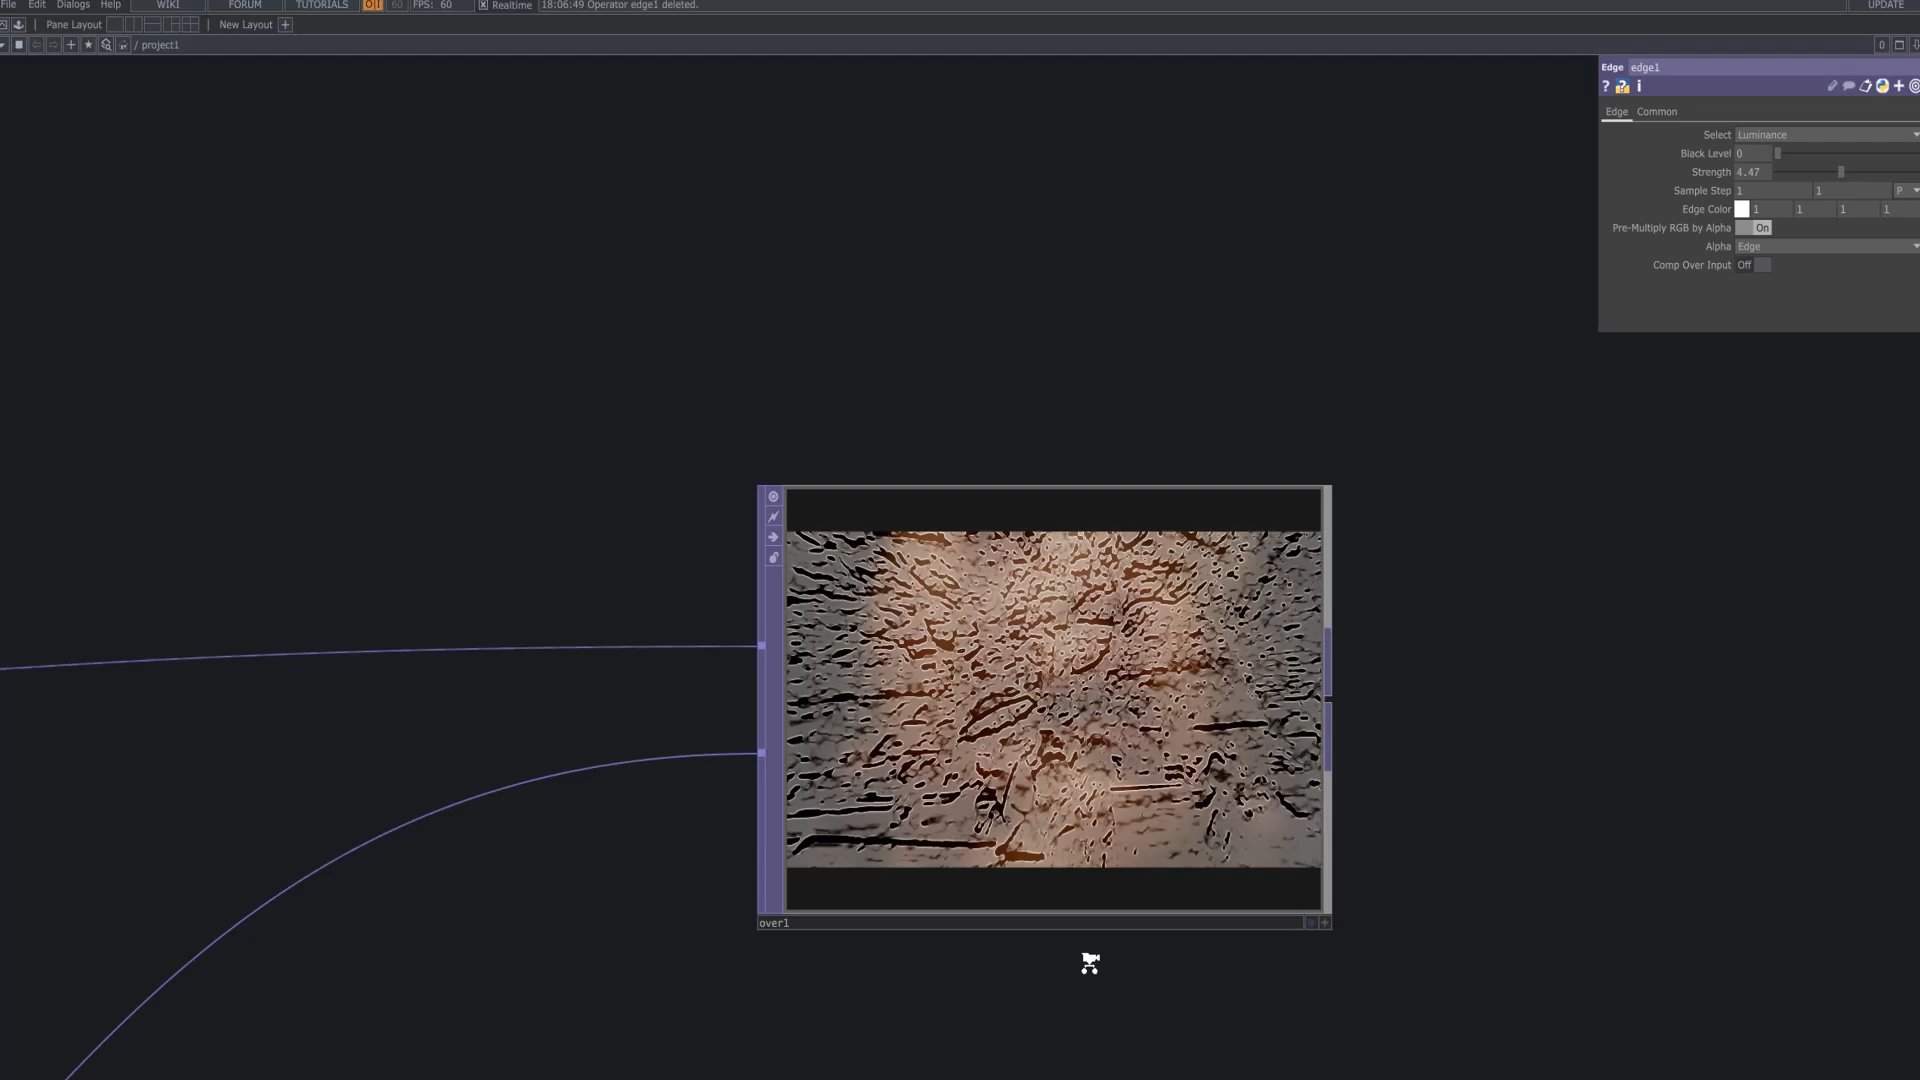 File Edit Dialogs Help WIKI FORUM TUTORIALS O|I 60 FPS: 60 Realtime 18:06:49 Operator edge1 deleted. UPDATE
Pane Layout New Layout +
/ project1 0
Edge edge1
? ? i
Edge Common
Select Luminance
Black Level 0
Strength 4.47
Sample Step 1 1 P
Edge Color 1 1 1 1
Pre-Multiply RGB by Alpha On
Alpha Edge
Comp Over Input Off
over1